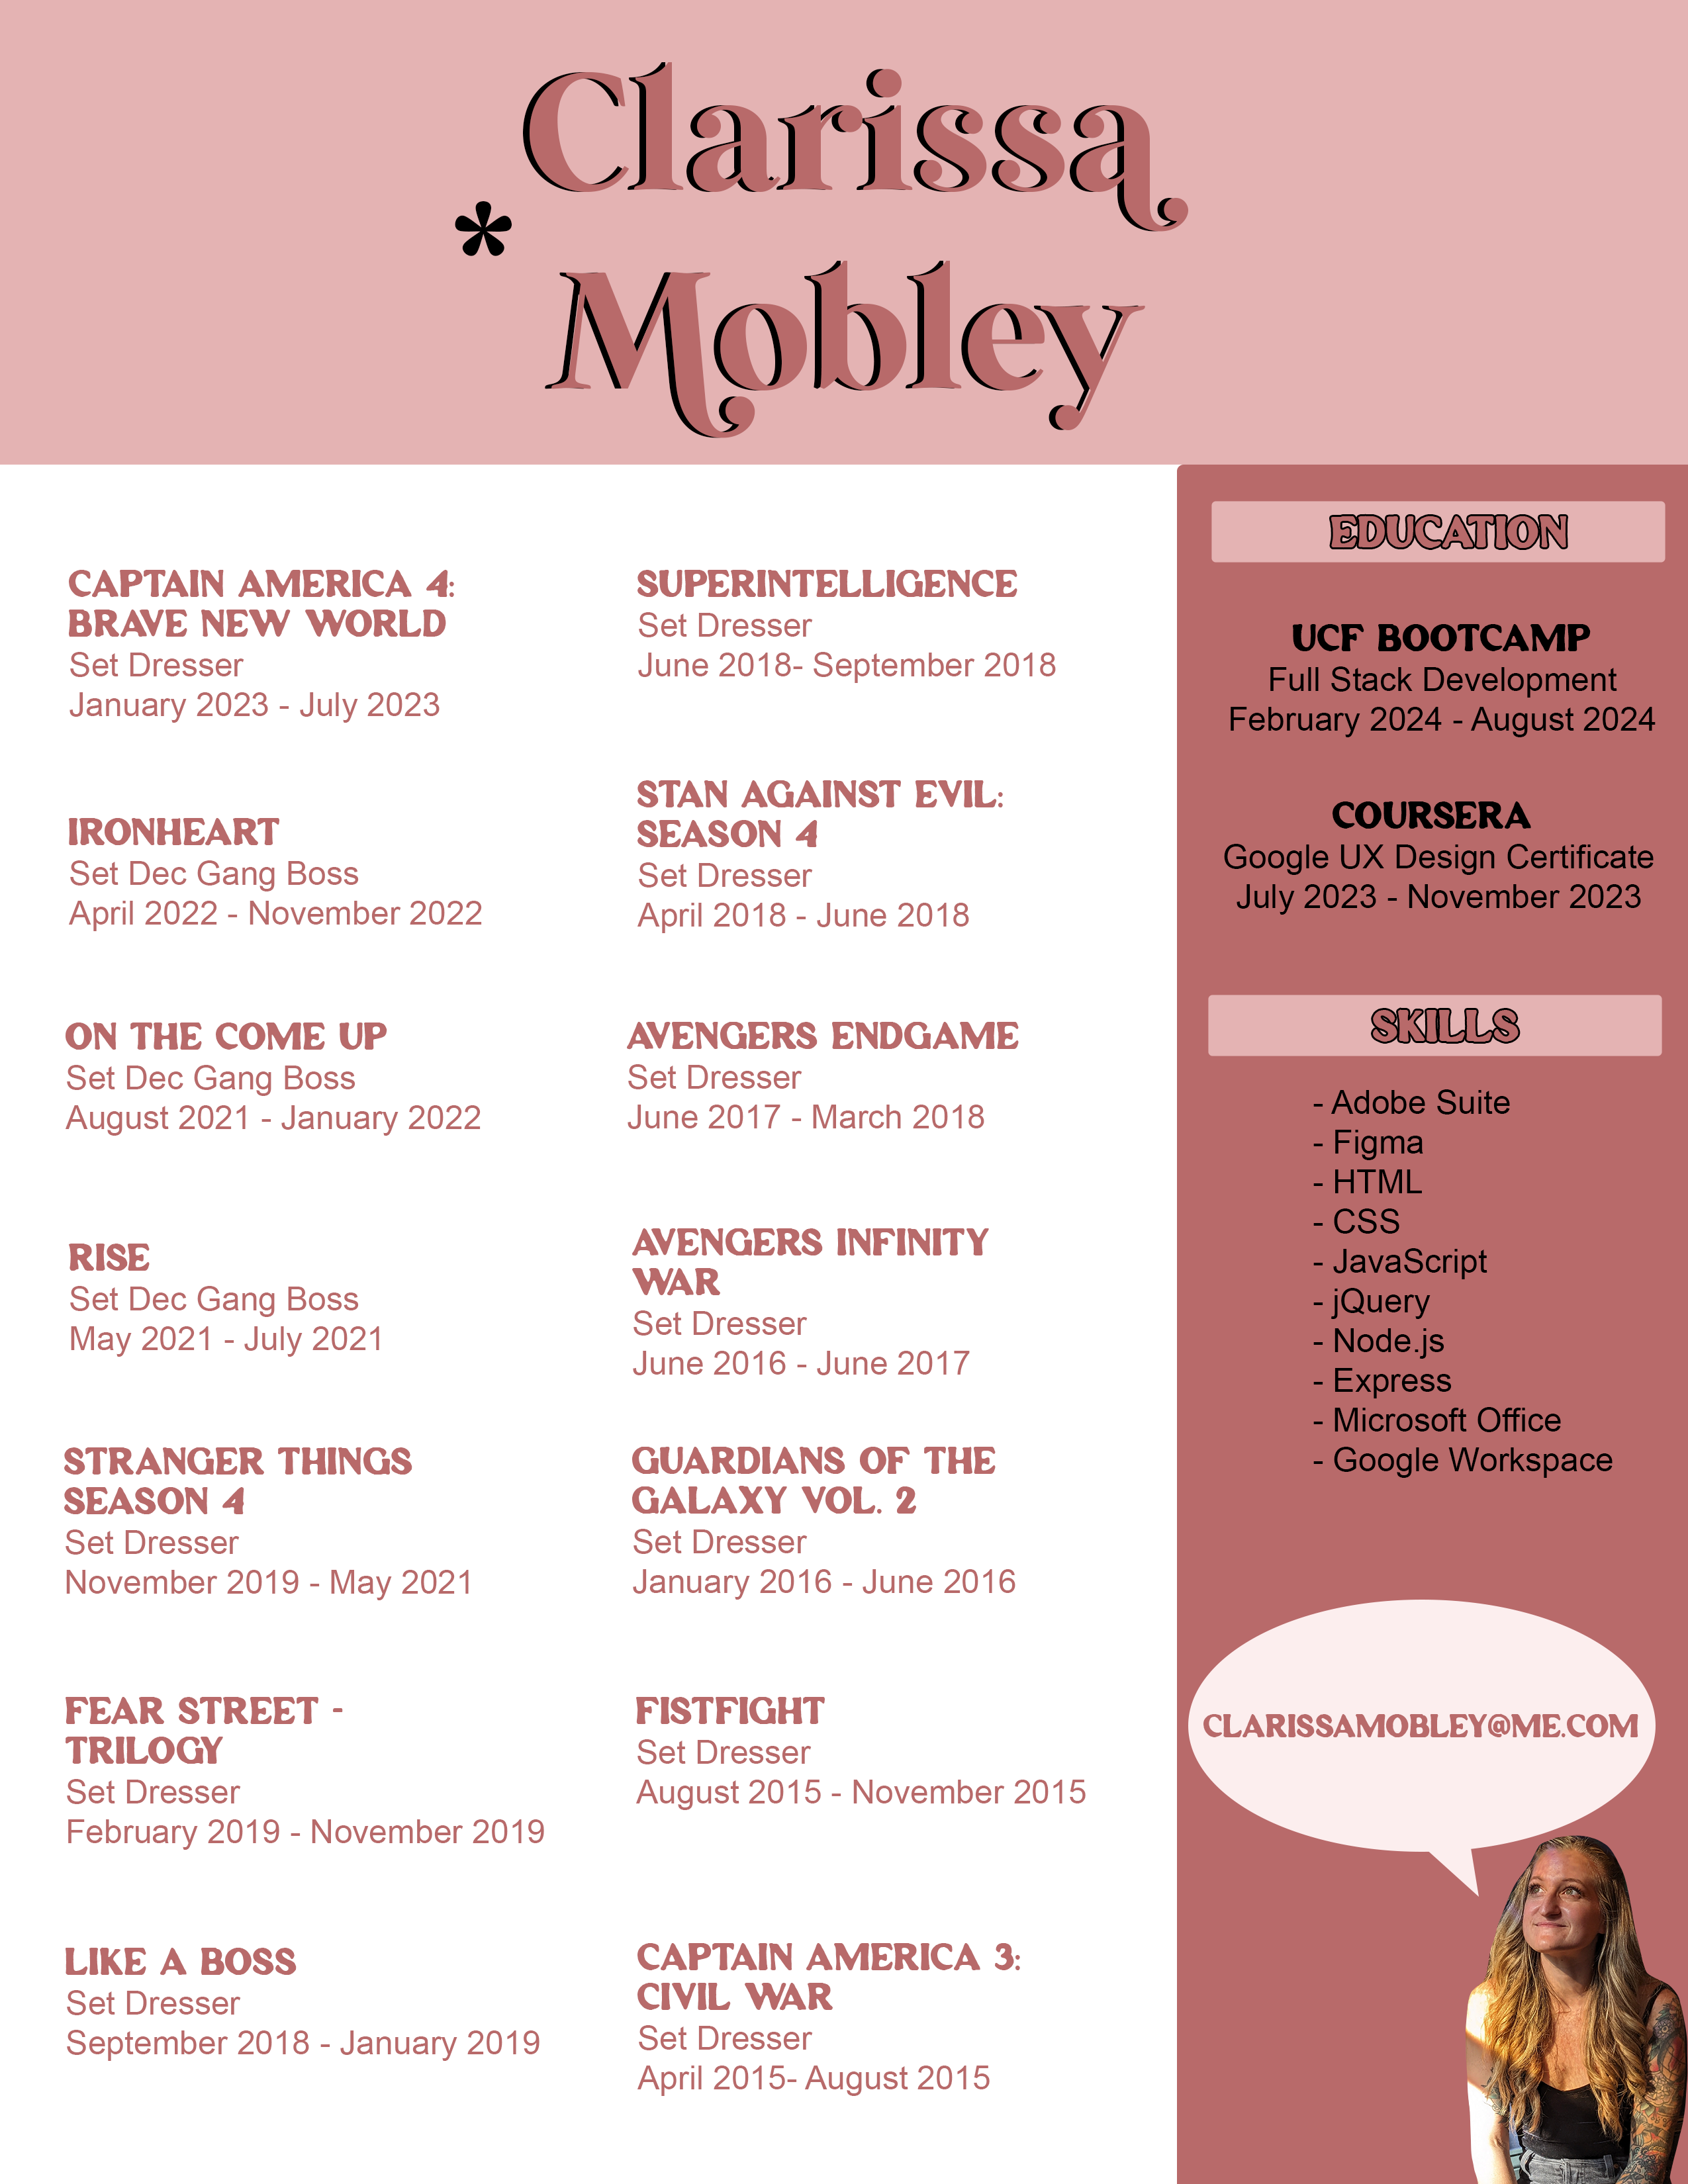 Clarissa
*
Mobley
CAPTAIN AMERICA 4:
BRAVE NEW WORLD
Set Dresser
January 2023 - July 2023
IRONHEART
Set Dec Gang Boss
April 2022 - November 2022
ON THE COME UP
Set Dec Gang Boss
August 2021 - January 2022
RISE
Set Dec Gang Boss
May 2021 - July 2021
STRANGER THINGS
SEASON 4
Set Dresser
November 2019 - May 2021
FEAR STREET -
TRILOGY
Set Dresser
February 2019 - November 2019
LIKE A BOSS
Set Dresser
September 2018 - January 2019
SUPERINTELLIGENCE
Set Dresser
June 2018- September 2018
STAN AGAINST EVIL:
SEASON 4
Set Dresser
April 2018 - June 2018
AVENGERS ENDGAME
Set Dresser
June 2017 - March 2018
AVENGERS INFINITY
WAR
Set Dresser
June 2016 - June 2017
GUARDIANS OF THE
GALAXY VOL. 2
Set Dresser
January 2016 - June 2016
FISTFIGHT
Set Dresser
August 2015 - November 2015
CAPTAIN AMERICA 3:
CIVIL WAR
Set Dresser
April 2015- August 2015
EDUCATION
UCF BOOTCAMP
Full Stack Development
February 2024 - August 2024
COURSERA
Google UX Design Certificate
July 2023 - November 2023
SKILLS
- Adobe Suite
- Figma
- HTML
- CSS
- JavaScript
- jQuery
- Node.js
- Express
- Microsoft Office
- Google Workspace
CLARISSAMOBLEY@ME.COM